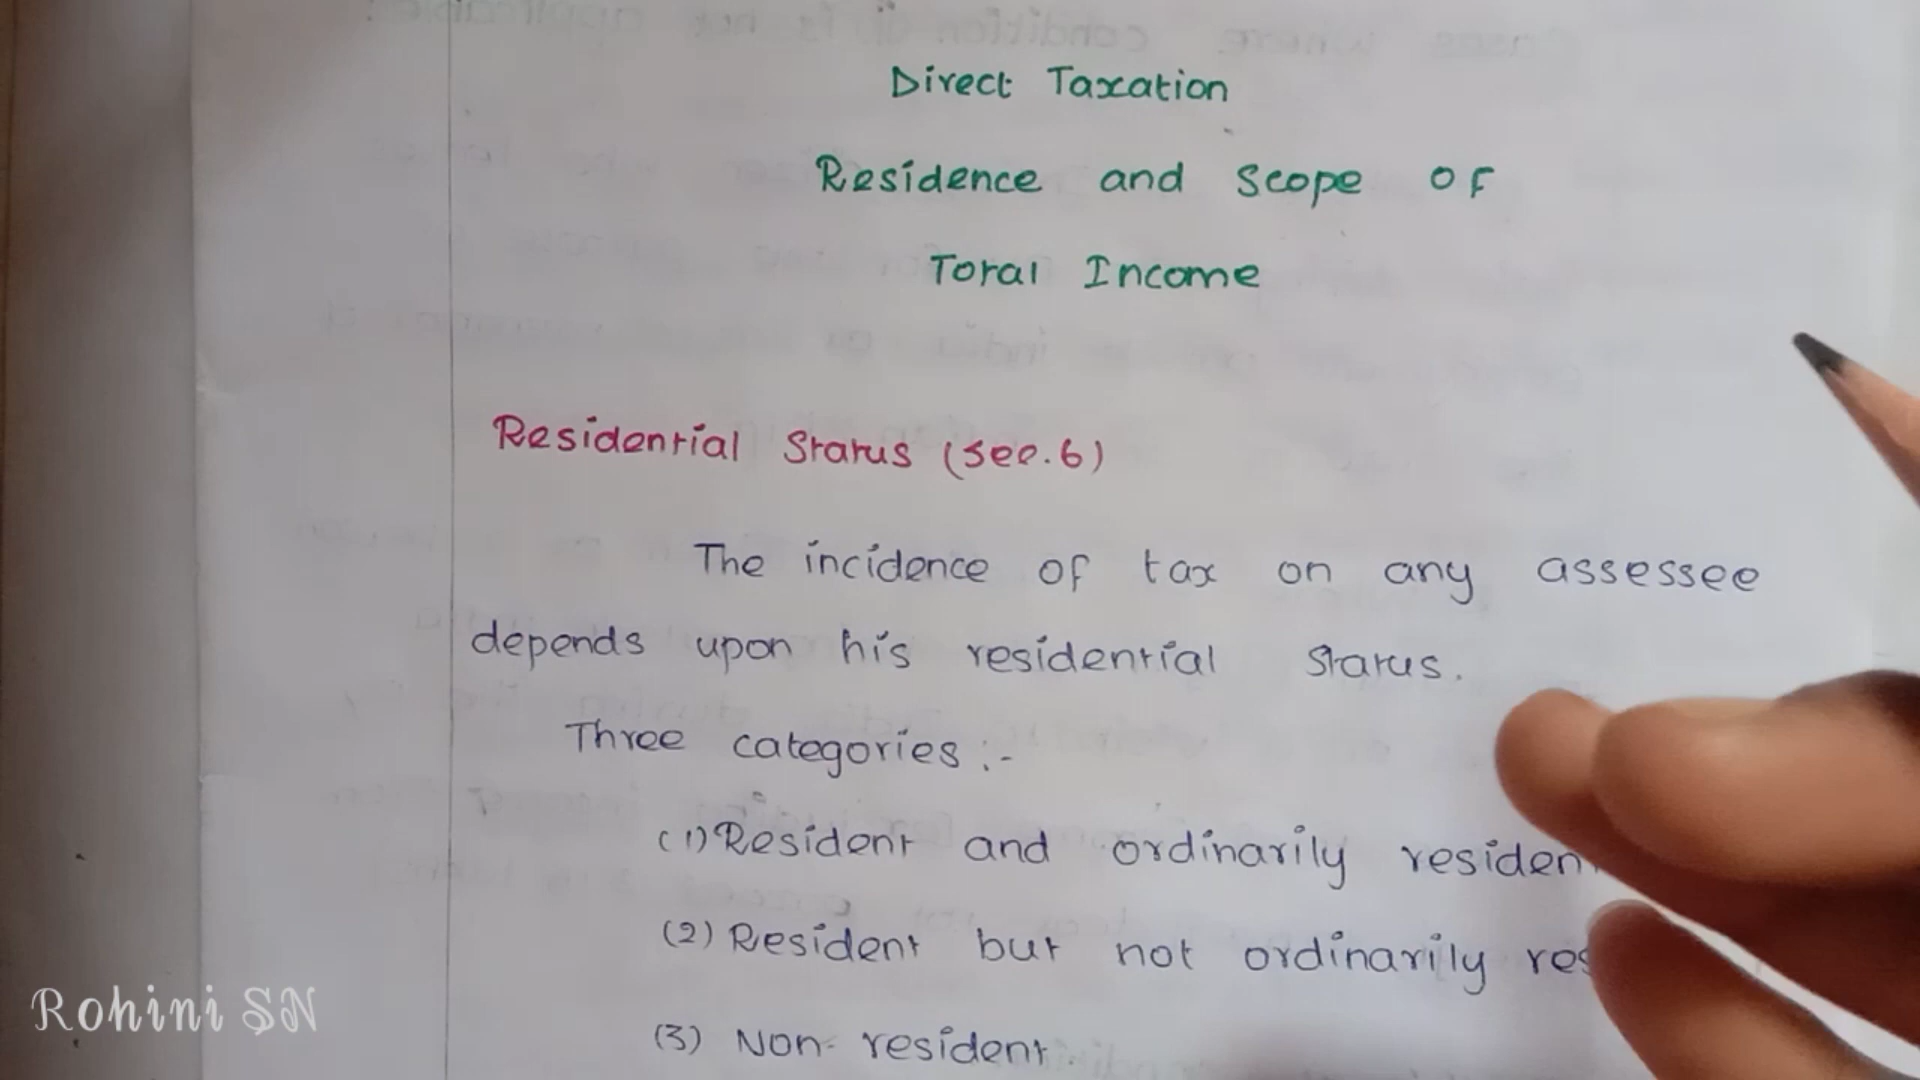 Direct Taxation
Residence and Scope of
Total Income
Residential Status (Sec. 6)
The incidence of tax on any assessee
depends upon his residential status.
Three categories :-
(1) Resident and ordinarily residen
(2) Resident but not ordinarily res
(3) Non-resident
Rohini SN